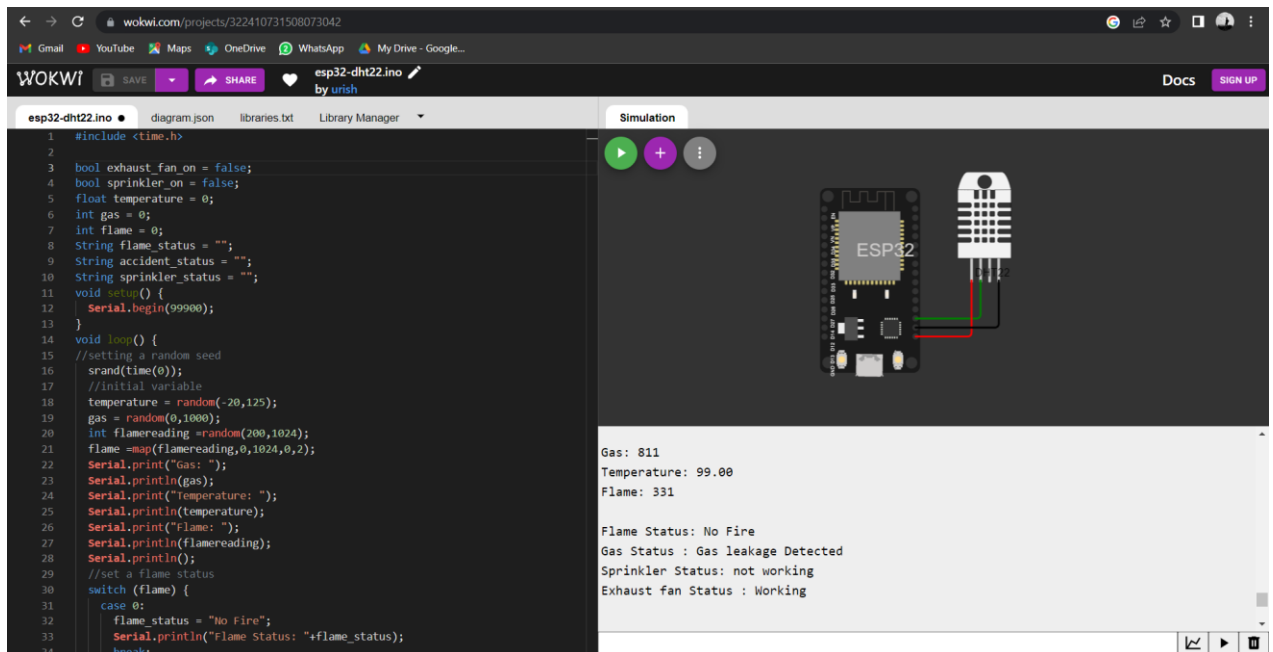 wokwi.com/projects/322410731508073042
Gmail YouTube Maps OneDrive WhatsApp My Drive - Google...
WOKWI SAVE SHARE esp32-dht22.ino Docs SIGN UP
by urish
esp32-dht22.ino diagram.json libraries.txt Library Manager Simulation
1 #include <time.h>
2
3 bool exhaust_fan_on = false;
4 bool sprinkler_on = false;
5 float temperature = 0;
6 int gas = 0;
7 int flame = 0;
8 String flame_status = "";
9 String accident_status = "";
10 String sprinkler_status = "";
11 void setup() {
12 Serial.begin(99900);
13 }
14 void loop() {
15 //setting a random seed
16 srand(time(0));
17 //initial variable
18 temperature = random(-20,125);
19 gas = random(0,1000);
20 int flamereading =random(200,1024);
21 flame =map(flamereading,0,1024,0,2);
22 Serial.print("Gas: ");
23 Serial.println(gas);
24 Serial.print("Temperature: ");
25 Serial.println(temperature);
26 Serial.print("Flame: ");
27 Serial.println(flamereading);
28 Serial.println();
29 //set a flame status
30 switch (flame) {
31 case 0:
32 flame_status = "No Fire";
33 Serial.println("Flame Status: "+flame_status);
34 break;
ESP32
DHT22
Gas: 811
Temperature: 99.00
Flame: 331
Flame Status: No Fire
Gas Status : Gas leakage Detected
Sprinkler Status: not working
Exhaust fan Status : Working